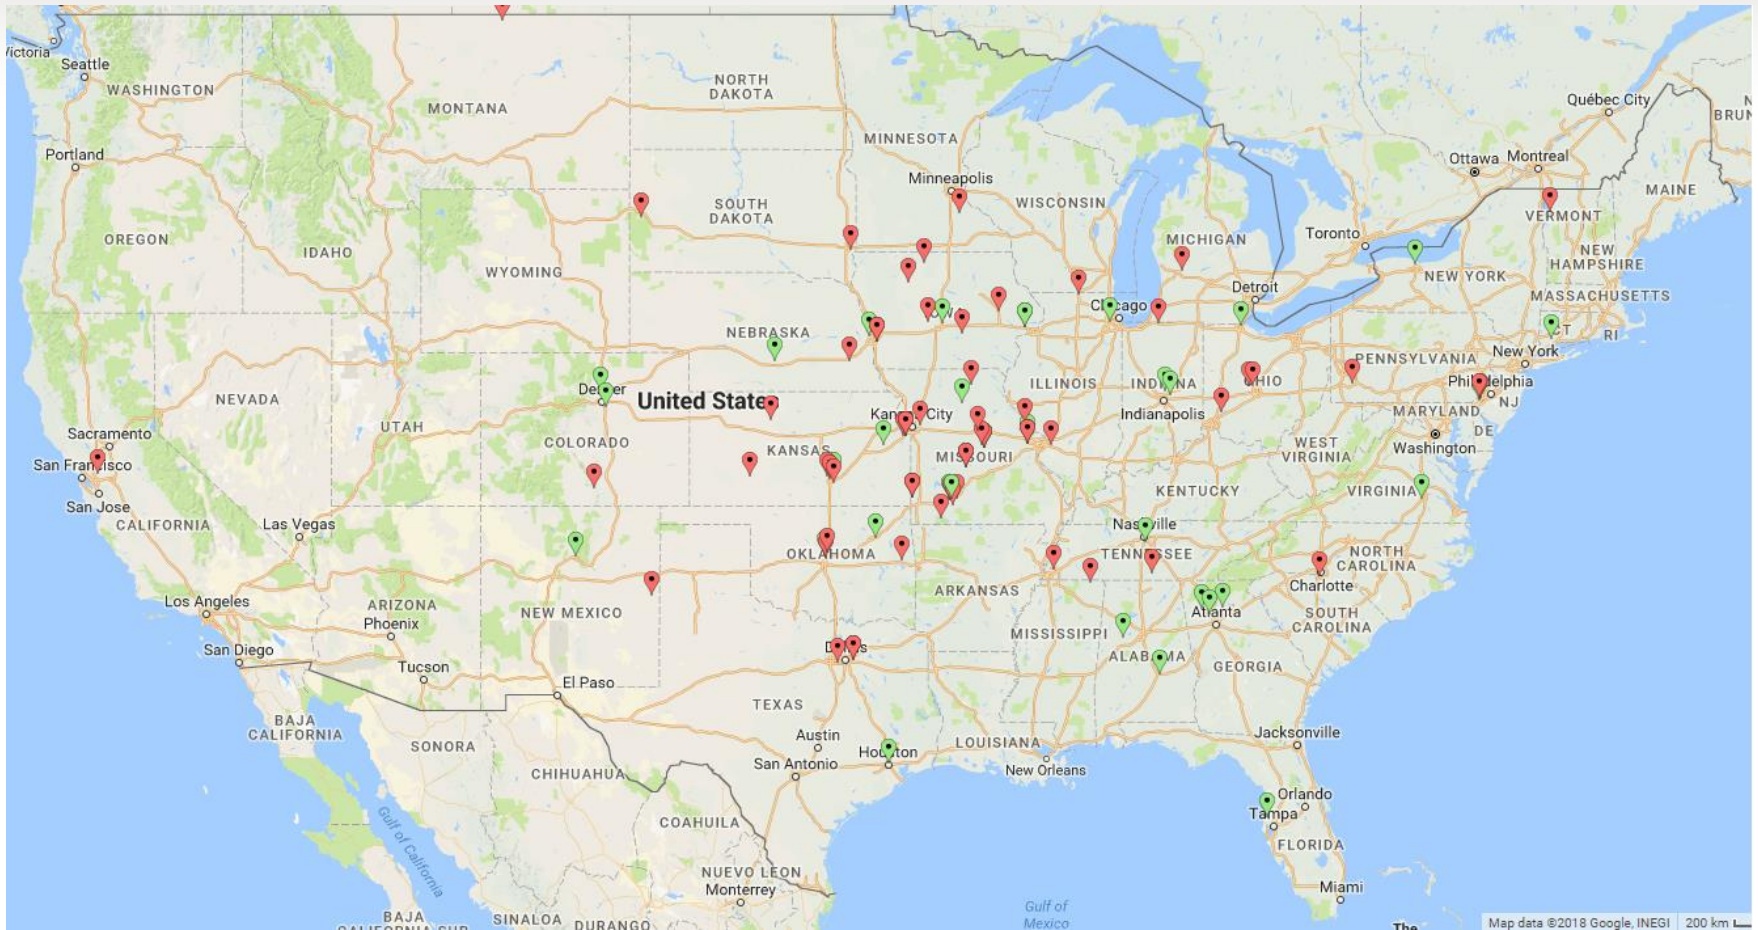 Victoria
Seattle
WASHINGTON
MONTANA
NORTH
DAKOTA
MINNESOTA
Québec City
Ottawa
Montreal
Portland
Minneapolis
SOUTH
DAKOTA
WISCONSIN
MICHIGAN
Toronto
VERMONT
MAINE
OREGON
IDAHO
WYOMING
NEW YORK
NEW
HAMPSHIRE
Detroit
MASSACHUSETTS
Chicago
NEBRASKA
CT
RI
New York
PENNSYLVANIA
Philadelphia
NJ
Denver
United States
ILLINOIS
INDIANA
OHIO
NEVADA
Indianapolis
MARYLAND
DE
Kansas City
UTAH
COLORADO
KANSAS
MISSOURI
WEST
VIRGINIA
Washington
Sacramento
San Francisco
San Jose
CALIFORNIA
KENTUCKY
VIRGINIA
Las Vegas
Nashville
OKLAHOMA
TENNESSEE
NORTH
CAROLINA
Charlotte
Los Angeles
ARIZONA
Phoenix
NEW MEXICO
ARKANSAS
Atlanta
SOUTH
CAROLINA
MISSISSIPPI
San Diego
Tucson
Dallas
ALABAMA
GEORGIA
El Paso
TEXAS
BAJA
CALIFORNIA
SONORA
Austin
Houston
LOUISIANA
Jacksonville
San Antonio
New Orleans
CHIHUAHUA
Orlando
Tampa
Gulf of
California
COAHUILA
FLORIDA
NUEVO LEON
Monterrey
Miami
Gulf of
Mexico
BAJA
CALIFORNIA SUR
SINALOA
DURANGO
The
Map data ©2018 Google, INEGI
200 km